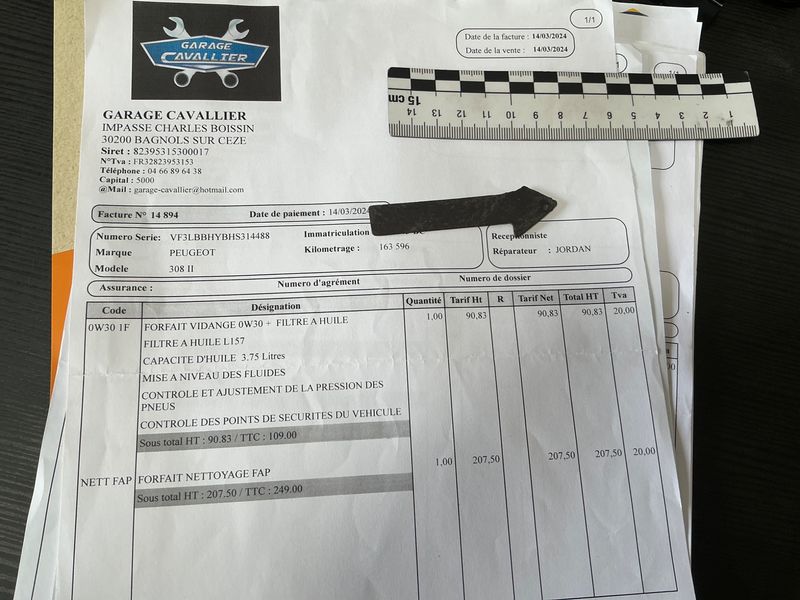 1/1
Date de la facture : 14/03/2024
Date de la vente : 14/03/2024
GARAGE
CAVALLIER
GARAGE CAVALLIER
IMPASSE CHARLES BOISSIN
30200 BAGNOLS SUR CEZE
Siret : 82395315300017
N°Tva : FR32823953153
Téléphone : 04 66 89 64 38
Capital : 5000
@Mail : garage-cavallier@hotmail.com
15 cm
14 13 12 11 10 9 8 7 6 5 4 3 2 1
Facture N° 14 894 Date de paiement : 14/03/2024
Numero Serie: VF3LBBHYBHS314488 Immatriculation
Marque PEUGEOT Kilometrage : 163 596
Modele 308 II
Receptionniste
Réparateur : JORDAN
Assurance : Numero d'agrément Numero de dossier
Code Désignation Quantité Tarif Ht R Tarif Net Total HT Tva
0W30 1F FORFAIT VIDANGE 0W30 + FILTRE A HUILE 1,00 90,83 90,83 90,83 20,00
FILTRE A HUILE L157
CAPACITE D'HUILE 3.75 Litres
MISE A NIVEAU DES FLUIDES
CONTROLE ET AJUSTEMENT DE LA PRESSION DES
PNEUS
CONTROLE DES POINTS DE SECURITES DU VEHICULE
Sous total HT : 90.83 / TTC : 109.00
NETT FAP FORFAIT NETTOYAGE FAP 1,00 207,50 207,50 207,50 20,00
Sous total HT : 207.50 / TTC : 249.00